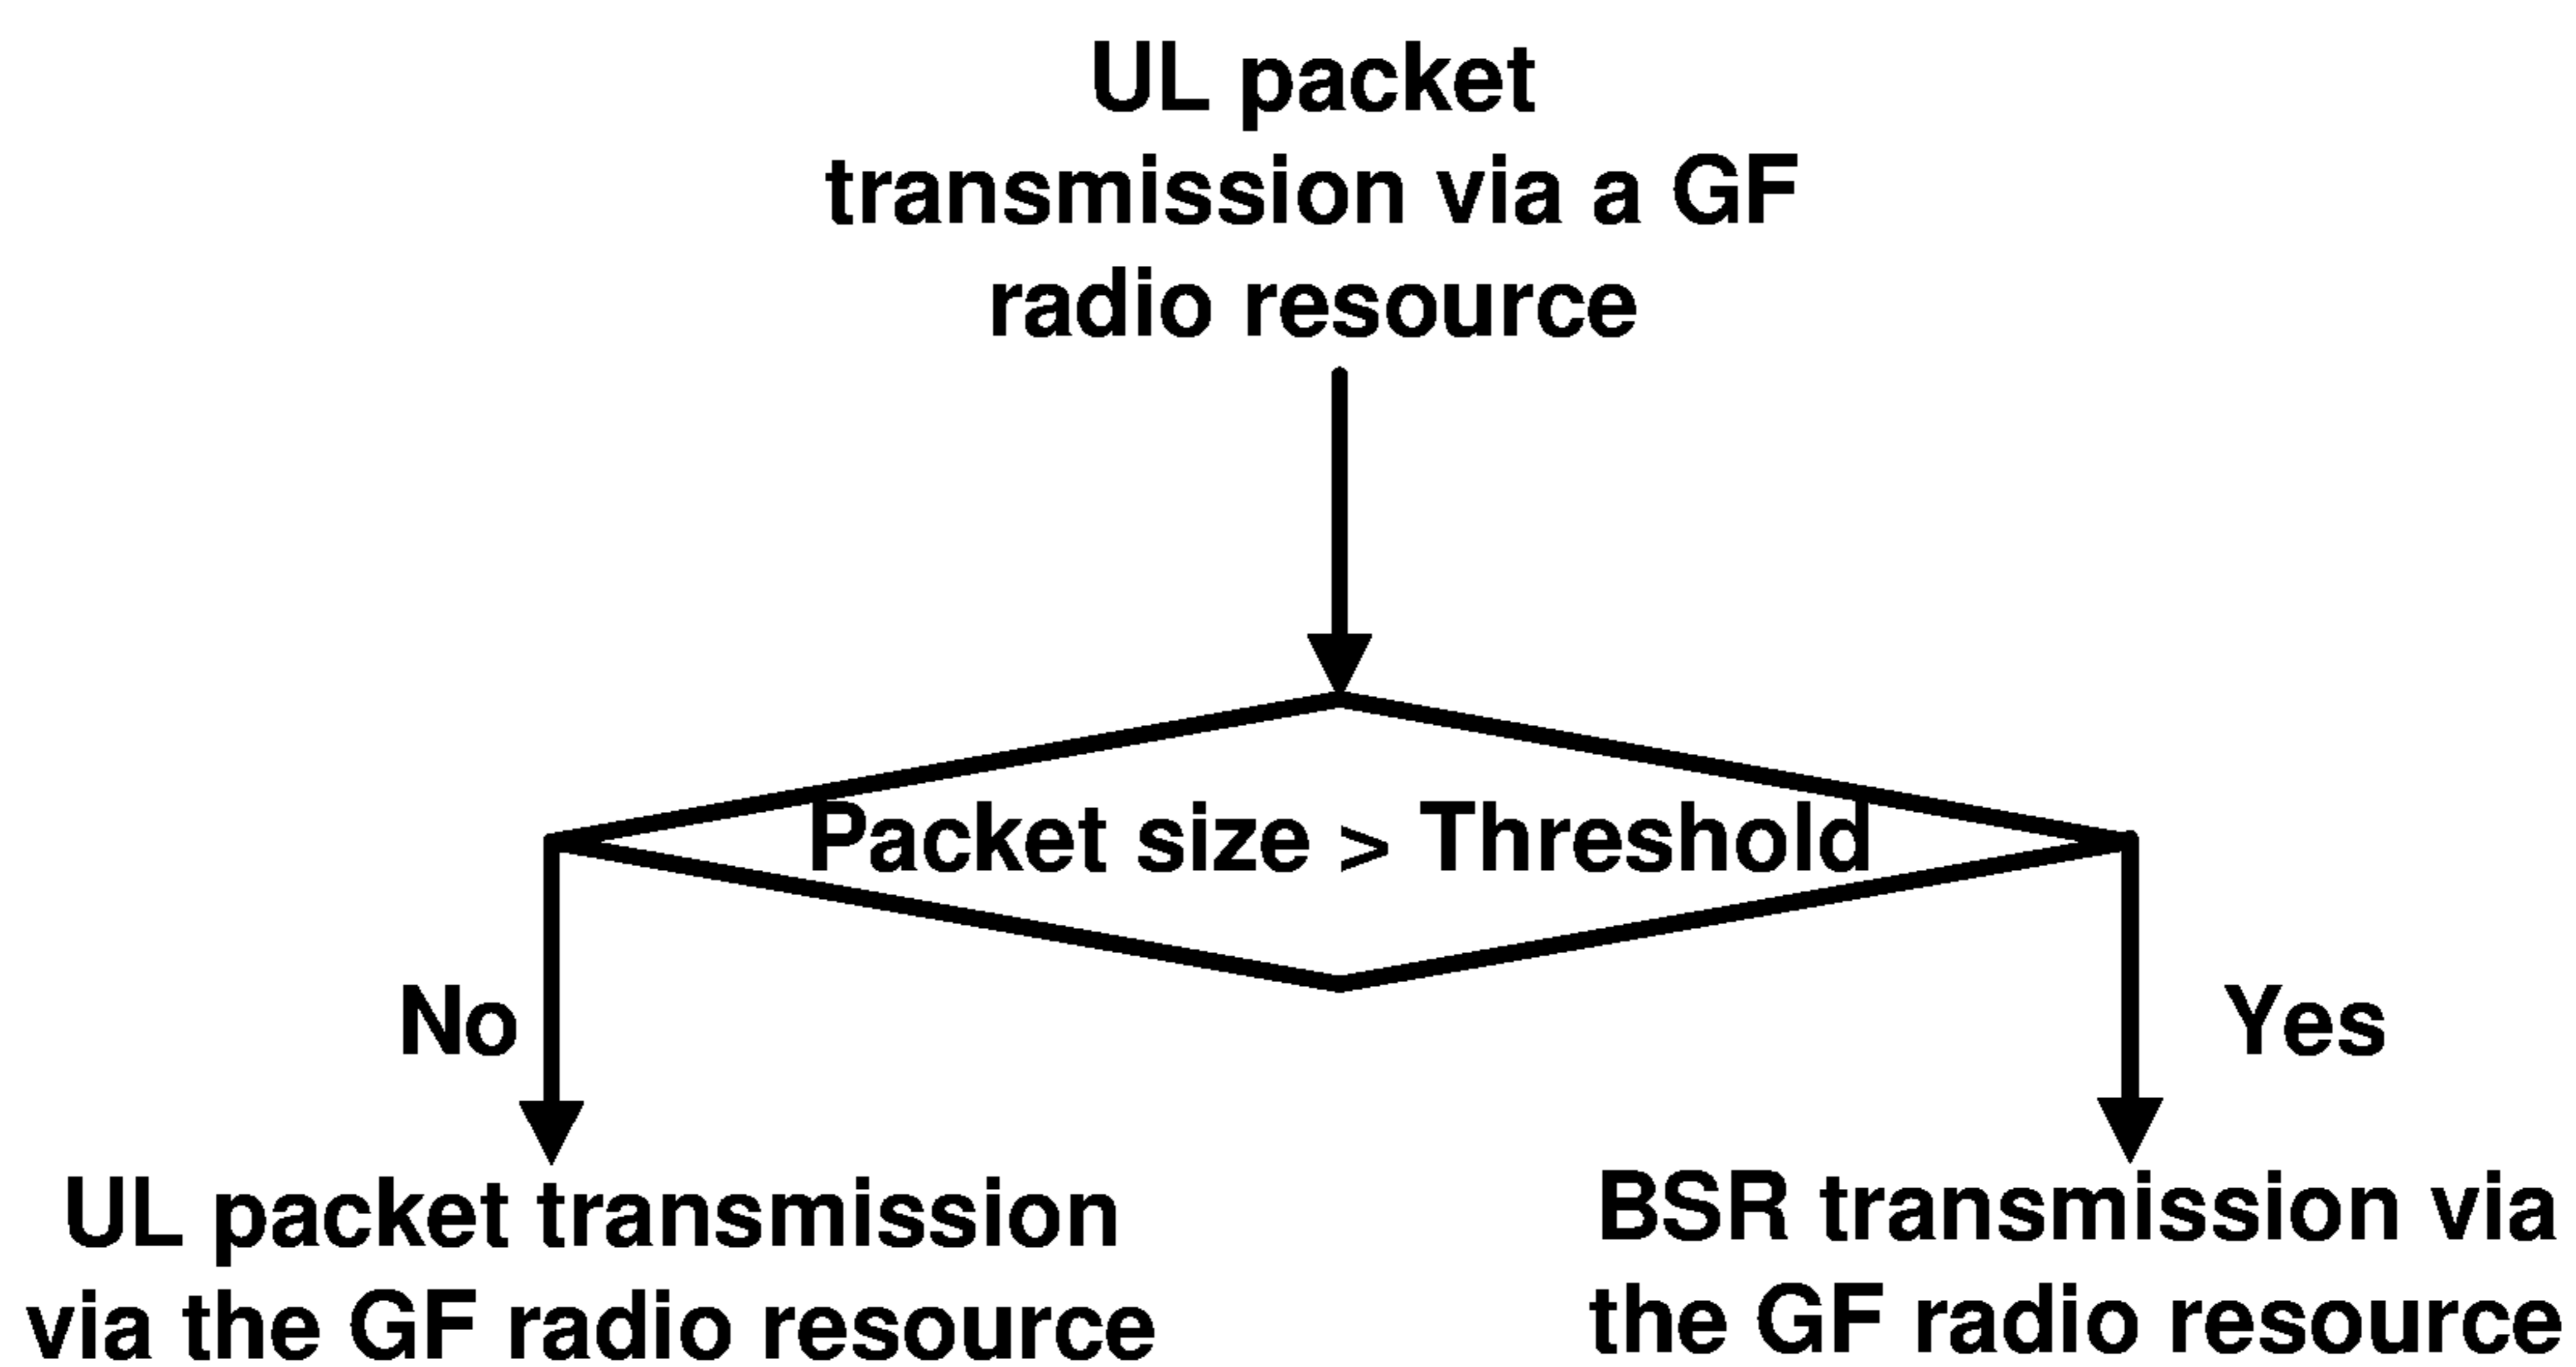 UL packet
transmission via a GF
radio resource
Packet size > Threshold
No
Yes
UL packet transmission
via the GF radio resource
BSR transmission via
the GF radio resource